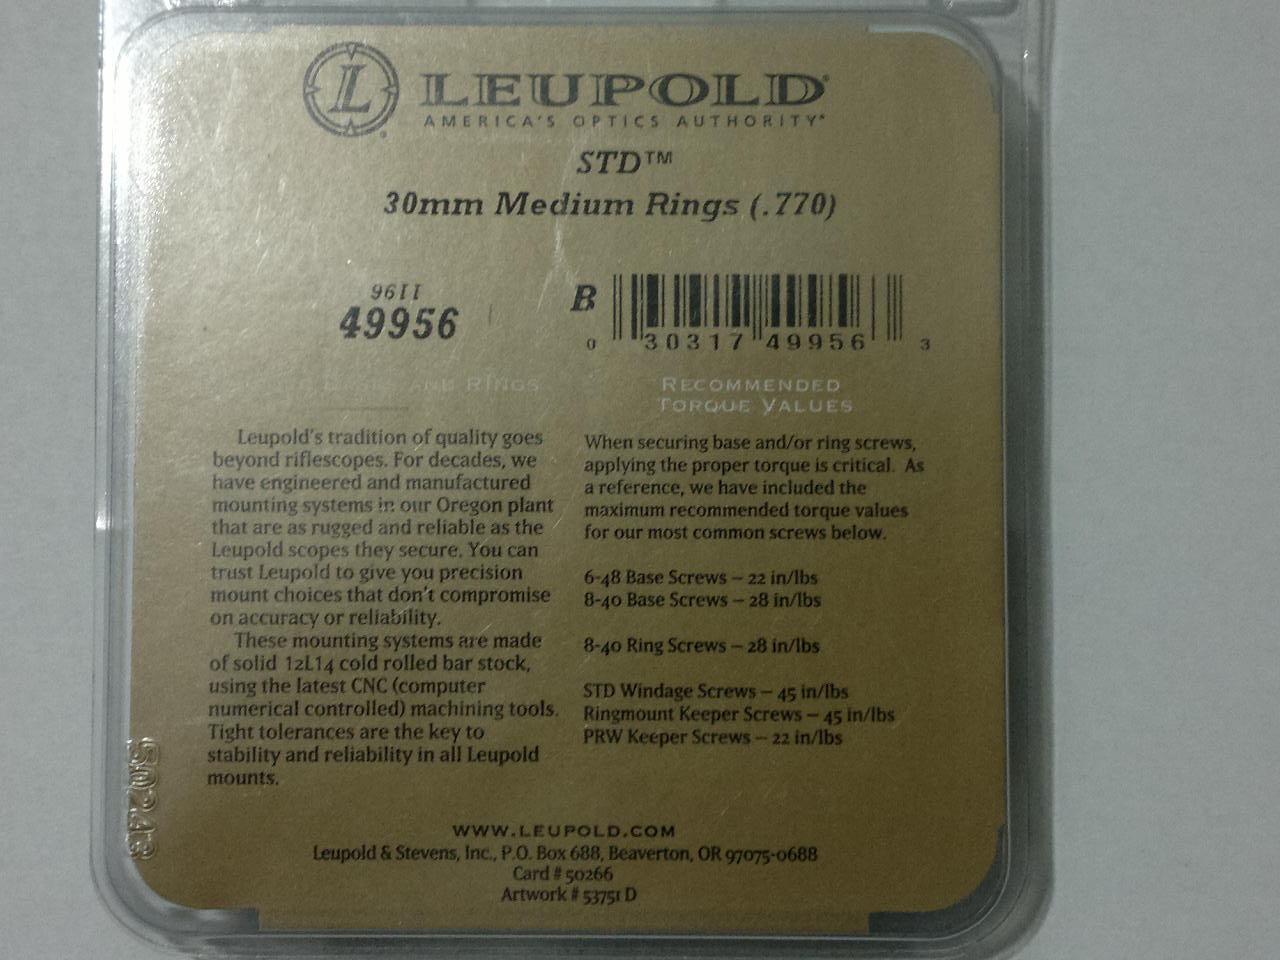 L
LEUPOLD®
AMERICA'S OPTICS AUTHORITY®
STD™
30mm Medium Rings (.770)
9611
49956
B
0 30317 49956 3
AND RINGS
RECOMMENDED
TORQUE VALUES
Leupold's tradition of quality goes
beyond riflescopes. For decades, we
have engineered and manufactured
mounting systems in our Oregon plant
that are as rugged and reliable as the
Leupold scopes they secure. You can
trust Leupold to give you precision
mount choices that don't compromise
on accuracy or reliability.
These mounting systems are made
of solid 12L14 cold rolled bar stock,
using the latest CNC (computer
numerical controlled) machining tools.
Tight tolerances are the key to
stability and reliability in all Leupold
mounts.
When securing base and/or ring screws,
applying the proper torque is critical. As
a reference, we have included the
maximum recommended torque values
for our most common screws below.
6-48 Base Screws – 22 in/lbs
8-40 Base Screws – 28 in/lbs
8-40 Ring Screws – 28 in/lbs
STD Windage Screws – 45 in/lbs
Ringmount Keeper Screws – 45 in/lbs
PRW Keeper Screws – 22 in/lbs
WWW.LEUPOLD.COM
Leupold & Stevens, Inc., P.O. Box 688, Beaverton, OR 97075-0688
Card # 50266
Artwork # 53751 D